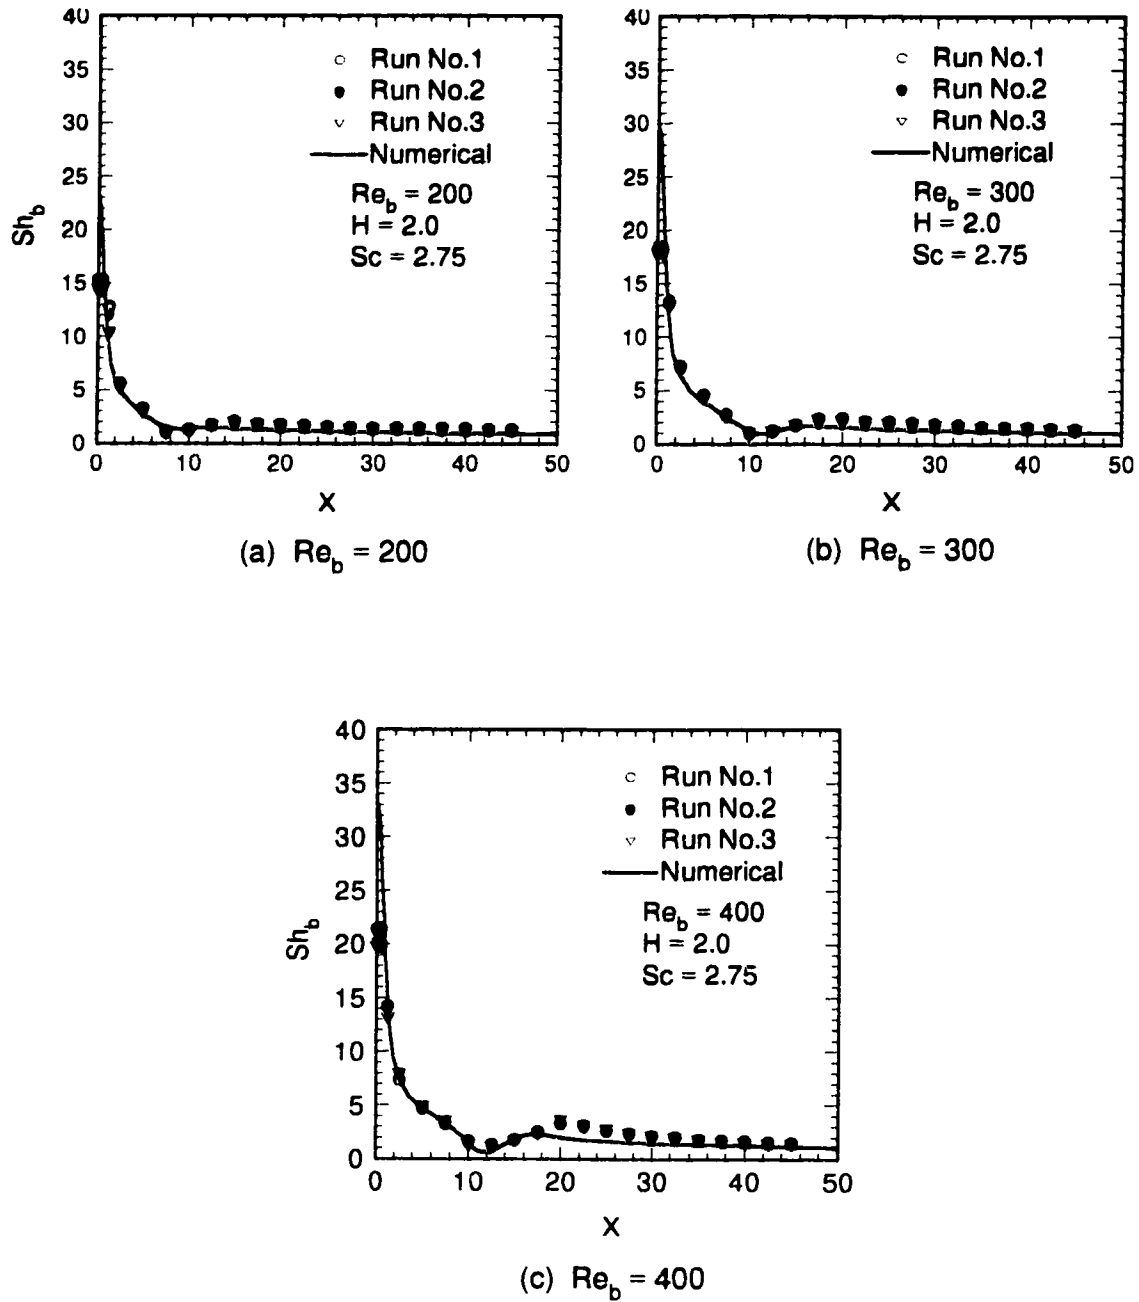 40
35
30
25
20
15
10
5
0
Sh_b
Run No.1
Run No.2
Run No.3
Numerical
Re_b = 200
H = 2.0
Sc = 2.75
0 10 20 30 40 50
X
(a) Re_b = 200
40
35
30
25
20
15
10
5
0
Run No.1
Run No.2
Run No.3
Numerical
Re_b = 300
H = 2.0
Sc = 2.75
0 10 20 30 40 50
X
(b) Re_b = 300
40
35
30
25
20
15
10
5
0
Sh_b
Run No.1
Run No.2
Run No.3
Numerical
Re_b = 400
H = 2.0
Sc = 2.75
0 10 20 30 40 50
X
(c) Re_b = 400